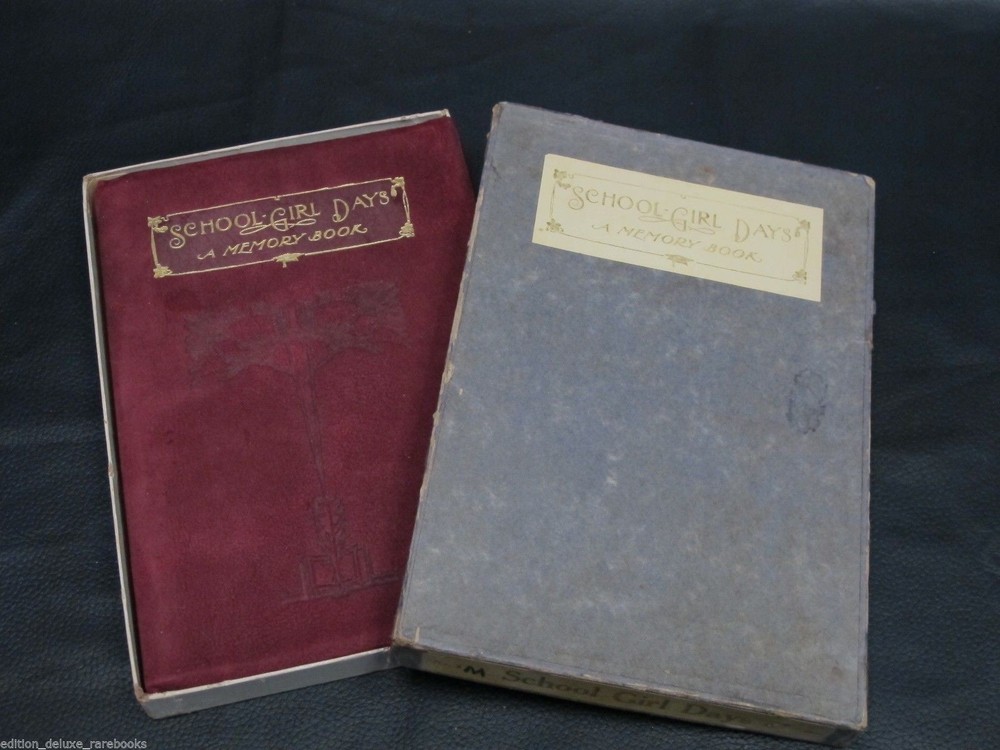 SCHOOL-GIRL DAYS
A MEMORY BOOK
SCHOOL-GIRL DAYS
A MEMORY BOOK
M School Girl Days
edition_deluxe_rarebooks